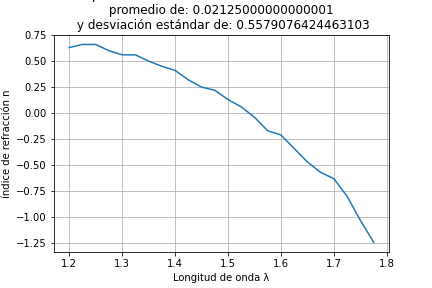 promedio de: 0.02125000000000001
y desviación estándar de: 0.5579076424463103
0.75
0.50
0.25
0.00
−0.25
−0.50
−0.75
−1.00
−1.25
Índice de refracción n
1.2 1.3 1.4 1.5 1.6 1.7 1.8
Longitud de onda λ